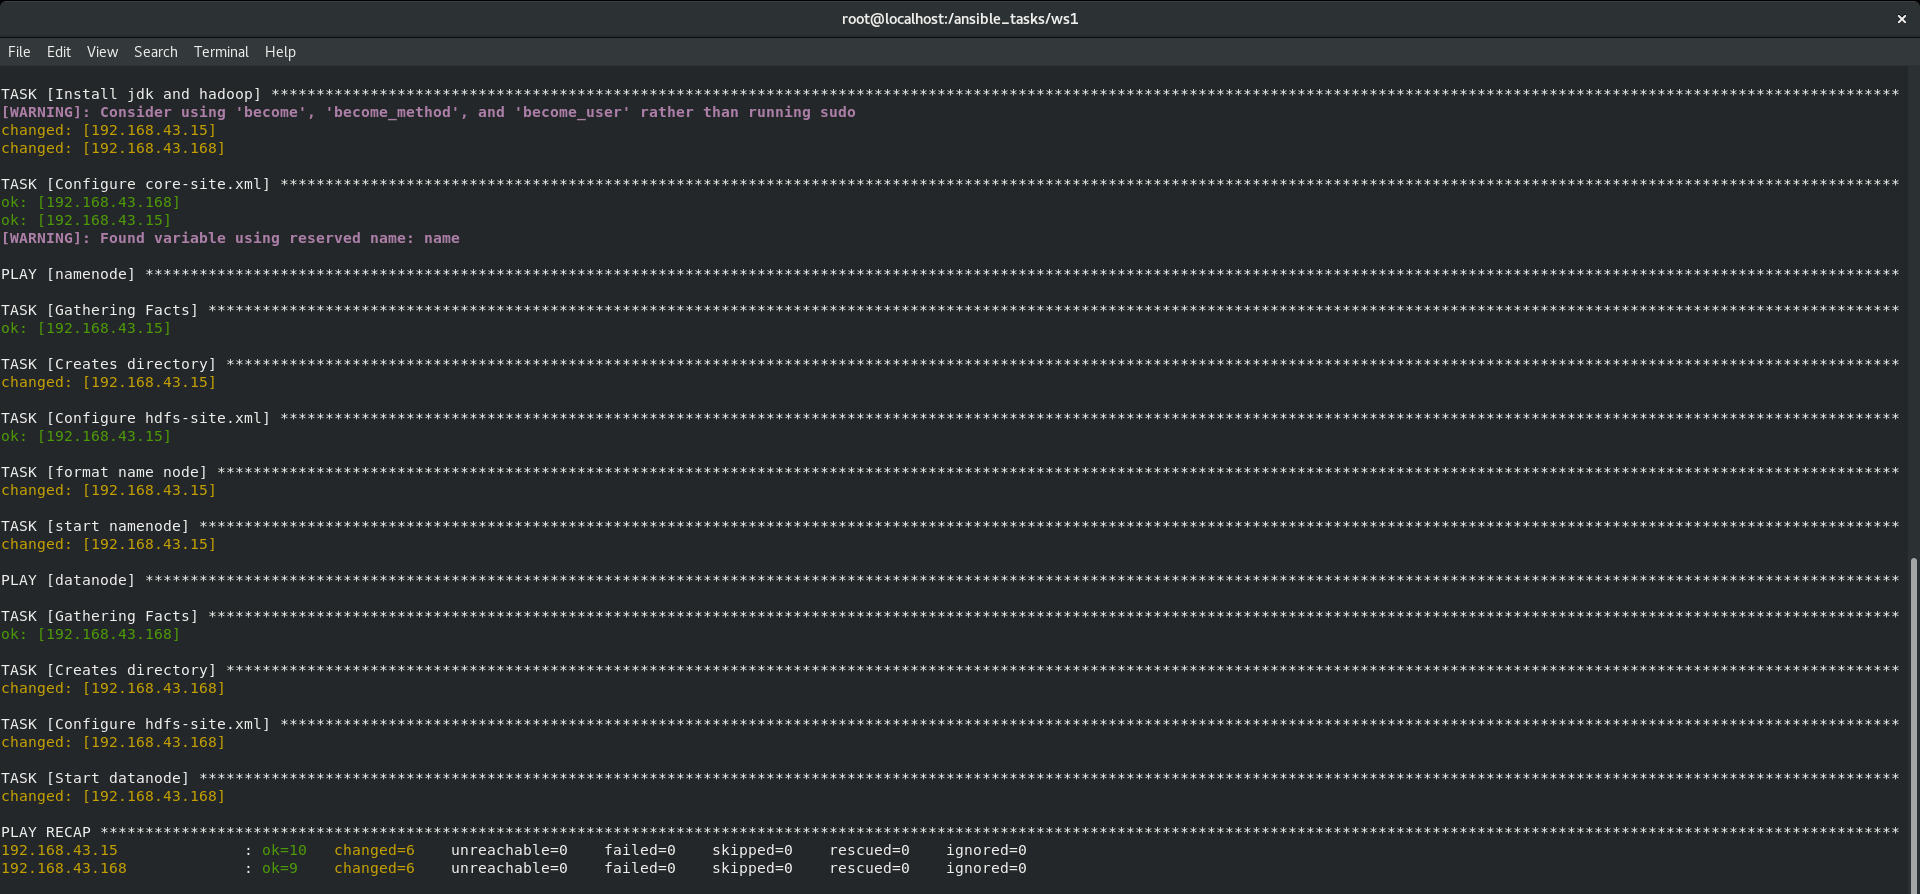 root@localhost:/ansible_tasks/ws1 ×
File Edit View Search Terminal Help
TASK [Install jdk and hadoop] *************************************************************************************************************************************************************************************
[WARNING]: Consider using 'become', 'become_method', and 'become_user' rather than running sudo
changed: [192.168.43.15]
changed: [192.168.43.168]
TASK [Configure core-site.xml] ************************************************************************************************************************************************************************************
ok: [192.168.43.168]
ok: [192.168.43.15]
[WARNING]: Found variable using reserved name: name
PLAY [namenode] ***************************************************************************************************************************************************************************************************
TASK [Gathering Facts] ********************************************************************************************************************************************************************************************
ok: [192.168.43.15]
TASK [Creates directory] ******************************************************************************************************************************************************************************************
changed: [192.168.43.15]
TASK [Configure hdfs-site.xml] ************************************************************************************************************************************************************************************
ok: [192.168.43.15]
TASK [format name node] *******************************************************************************************************************************************************************************************
changed: [192.168.43.15]
TASK [start namenode] *********************************************************************************************************************************************************************************************
changed: [192.168.43.15]
PLAY [datanode] ***************************************************************************************************************************************************************************************************
TASK [Gathering Facts] ********************************************************************************************************************************************************************************************
ok: [192.168.43.168]
TASK [Creates directory] ******************************************************************************************************************************************************************************************
changed: [192.168.43.168]
TASK [Configure hdfs-site.xml] ************************************************************************************************************************************************************************************
changed: [192.168.43.168]
TASK [Start datanode] *********************************************************************************************************************************************************************************************
changed: [192.168.43.168]
PLAY RECAP ********************************************************************************************************************************************************************************************************
192.168.43.15              : ok=10   changed=6    unreachable=0    failed=0    skipped=0    rescued=0    ignored=0
192.168.43.168             : ok=9    changed=6    unreachable=0    failed=0    skipped=0    rescued=0    ignored=0